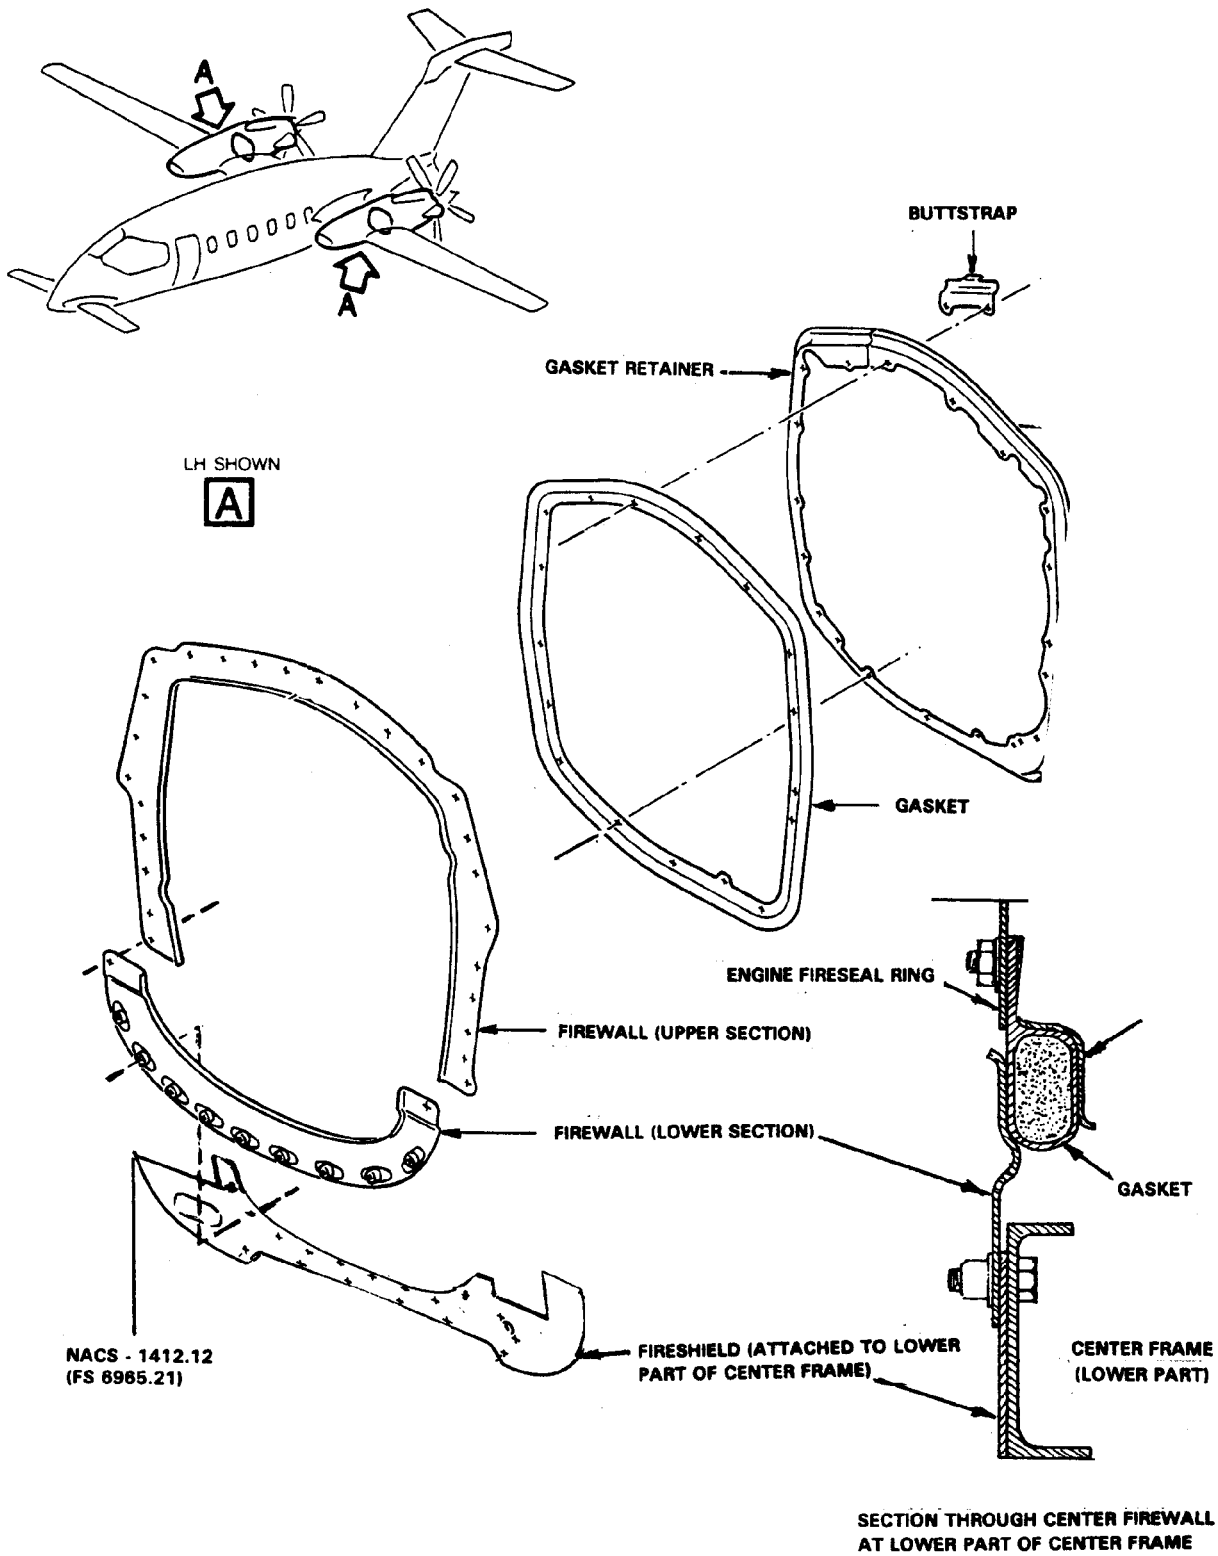 A
A
BUTTSTRAP
GASKET RETAINER
LH SHOWN
A
GASKET
ENGINE FIRESEAL RING
FIREWALL (UPPER SECTION)
FIREWALL (LOWER SECTION)
GASKET
NACS - 1412.12
(FS 6965.21)
FIRESHIELD (ATTACHED TO LOWER
PART OF CENTER FRAME)
CENTER FRAME
(LOWER PART)
SECTION THROUGH CENTER FIREWALL
AT LOWER PART OF CENTER FRAME